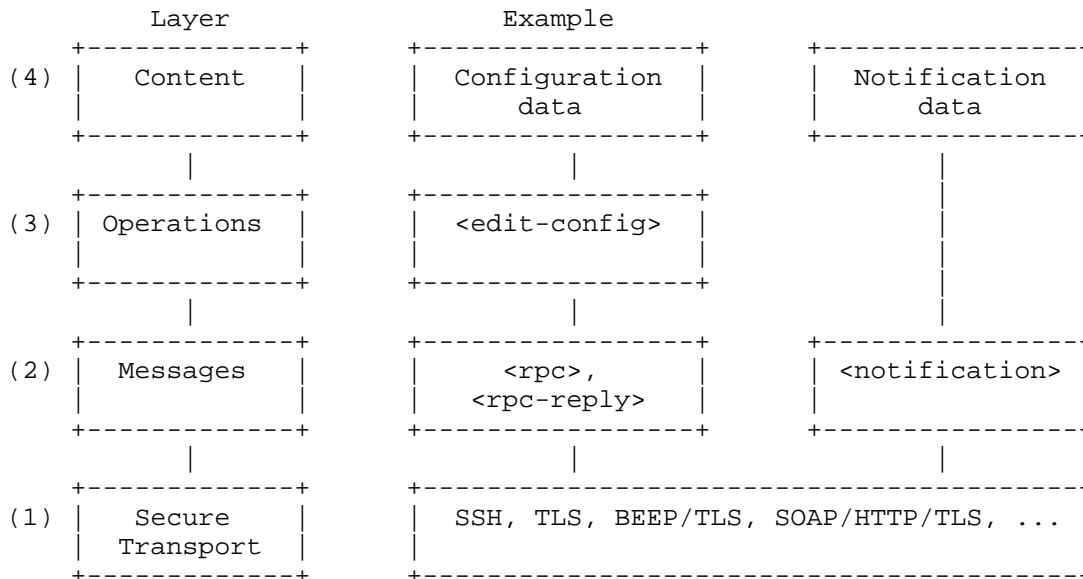 Layer Example
(4) Content Configuration Notification
data data
(3) Operations <edit-config>
(2) Messages <rpc>, <notification>
<rpc-reply>
(1) Secure SSH, TLS, BEEP/TLS, SOAP/HTTP/TLS, ...
Transport